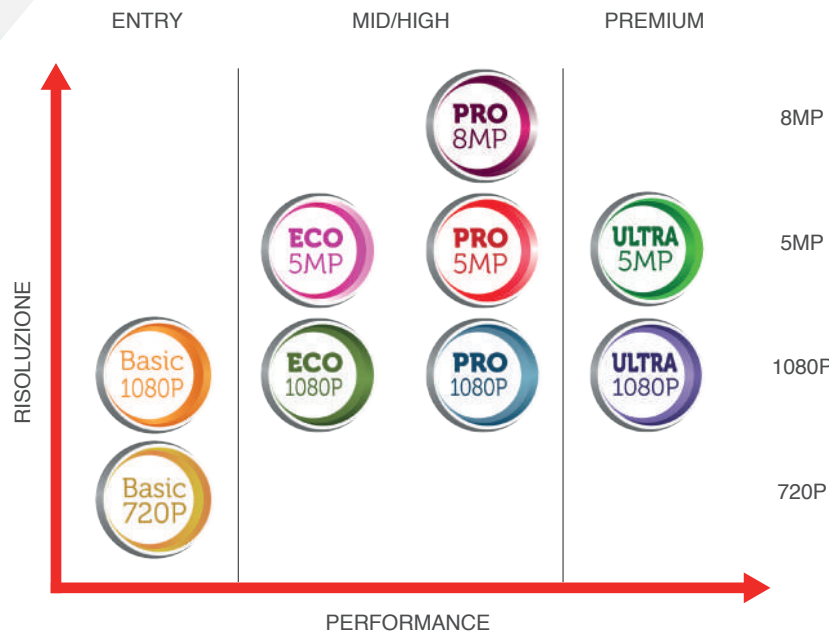 ENTRY
MID/HIGH
PREMIUM
PRO
8MP
8MP
ECO
5MP
PRO
5MP
ULTRA
5MP
5MP
RISOLUZIONE
Basic
1080P
ECO
1080P
PRO
1080P
ULTRA
1080P
1080P
Basic
720P
720P
PERFORMANCE